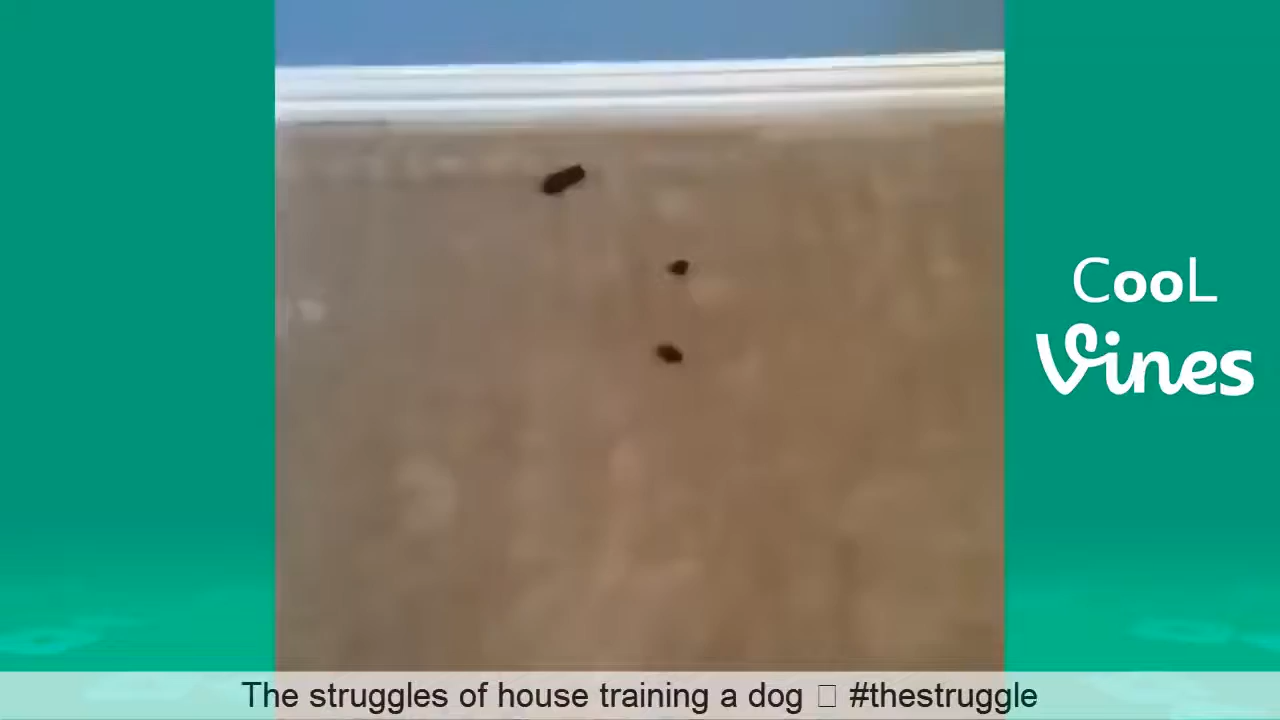 CooL
Vines
The struggles of house training a dog □ #thestruggle